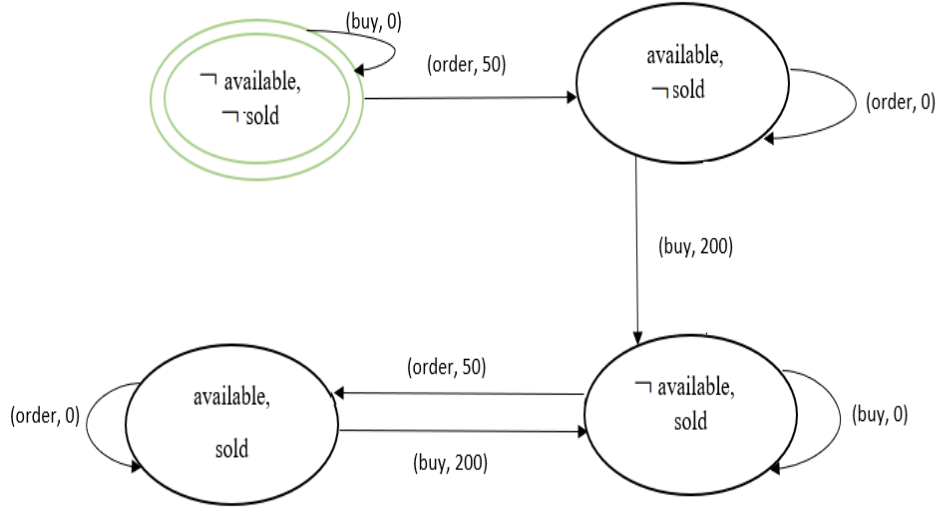 (buy, 0)
¬ available,
¬ sold
(order, 50)
available,
¬ sold
(order, 0)
(buy, 200)
(order, 0)
available,
sold
(order, 50)
(buy, 200)
¬ available,
sold
(buy, 0)